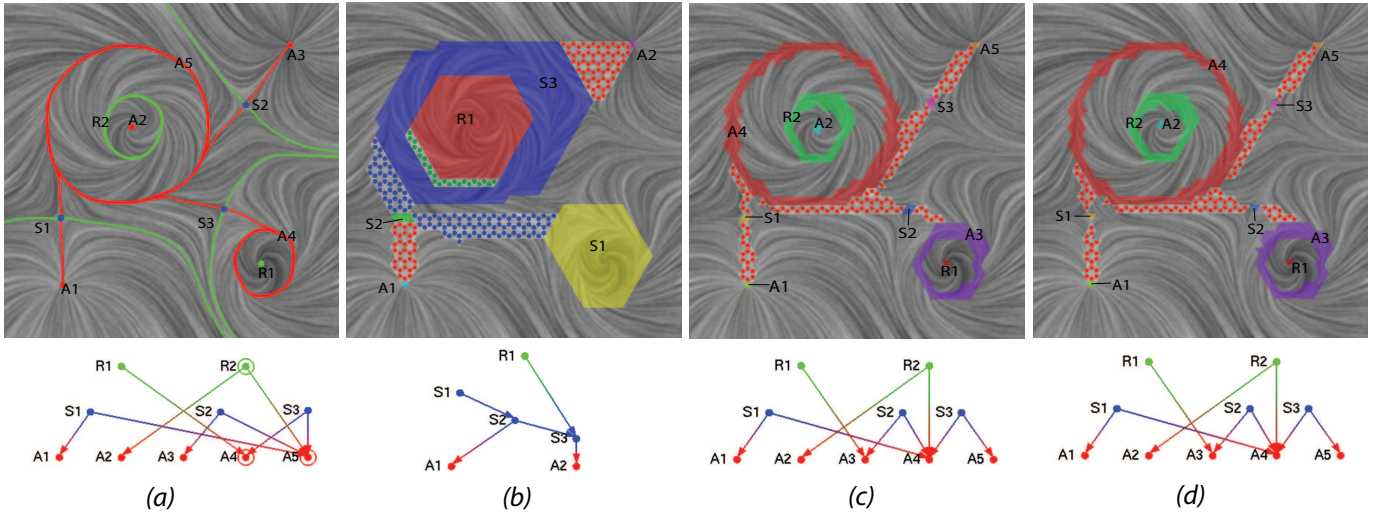 A3
A5
S2
R2
A2
S3
S1
A4
R1
A1
A2
S3
R1
S2
S1
A1
A5
A4
S3
R2
A2
S1
S2
A3
R1
A1
A5
A4
S3
R2
A2
S1
S2
A3
R1
A1
R1 R2
S1 S2 S3
A1 A2 A3 A4 A5
R1
S1
S2
S3
A1 A2
R1 R2
S1 S2 S3
A1 A2 A3 A4 A5
R1 R2
S1 S2 S3
A1 A2 A3 A4 A5
(a) (b) (c) (d)